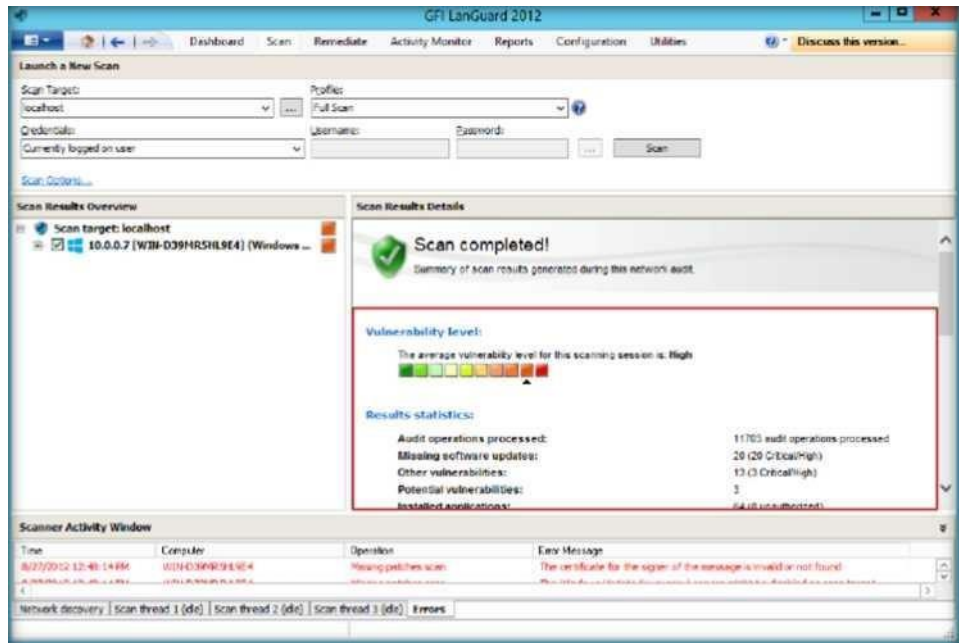 GFI LanGuard 2012
Dashboard Scan Remediate Activity Monitor Reports Configuration Utilities Discuss this version...
Launch a New Scan
Scan Target: Profile:
localhost ... Full Scan
Credentials: Username: Password:
Currently logged on user ... Scan
Scan Options...
Scan Results Overview Scan Results Details
Scan target: localhost
10.0.0.7 [WIN-D39MR5HL9E4] (Windows ...
Scan completed!
Summary of scan results generated during this network audit.
Vulnerability level:
The average vulnerability level for this scanning session is: High
Results statistics:
Audit operations processed: 11703 audit operations processed
Missing software updates: 20 (20 Critical/High)
Other vulnerabilities: 13 (3 Critical/High)
Potential vulnerabilities: 3
Installed applications:
Scanner Activity Window
Time Computer Operation Error Message
8/27/2012 12:48:14 PM WIN-D39MR5HL9E4 Missing patches scan The certificate for the signer of the message is invalid or not found
Network discovery Scan thread 1 (idle) Scan thread 2 (idle) Scan thread 3 (idle) Errors